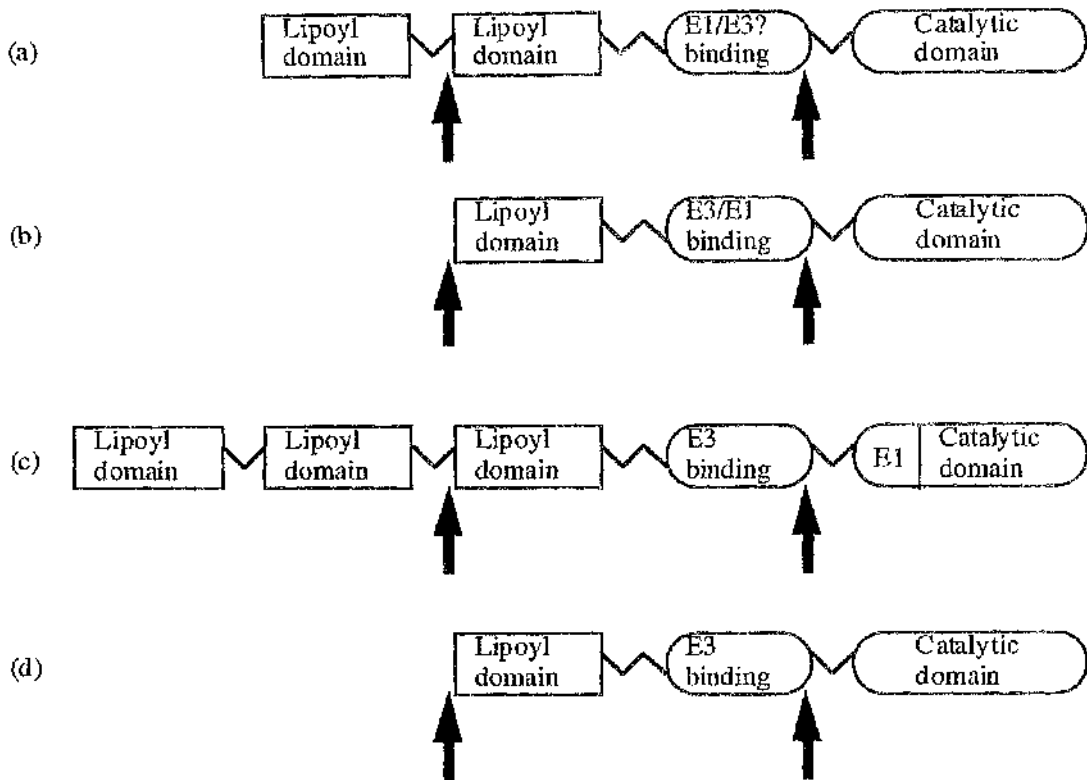 (a)
Lipoyl
domain
Lipoyl
domain
E1/E3?
binding
Catalytic
domain
(b)
Lipoyl
domain
E3/E1
binding
Catalytic
domain
(c)
Lipoyl
domain
Lipoyl
domain
Lipoyl
domain
E3
binding
E1
Catalytic
domain
(d)
Lipoyl
domain
E3
binding
Catalytic
domain